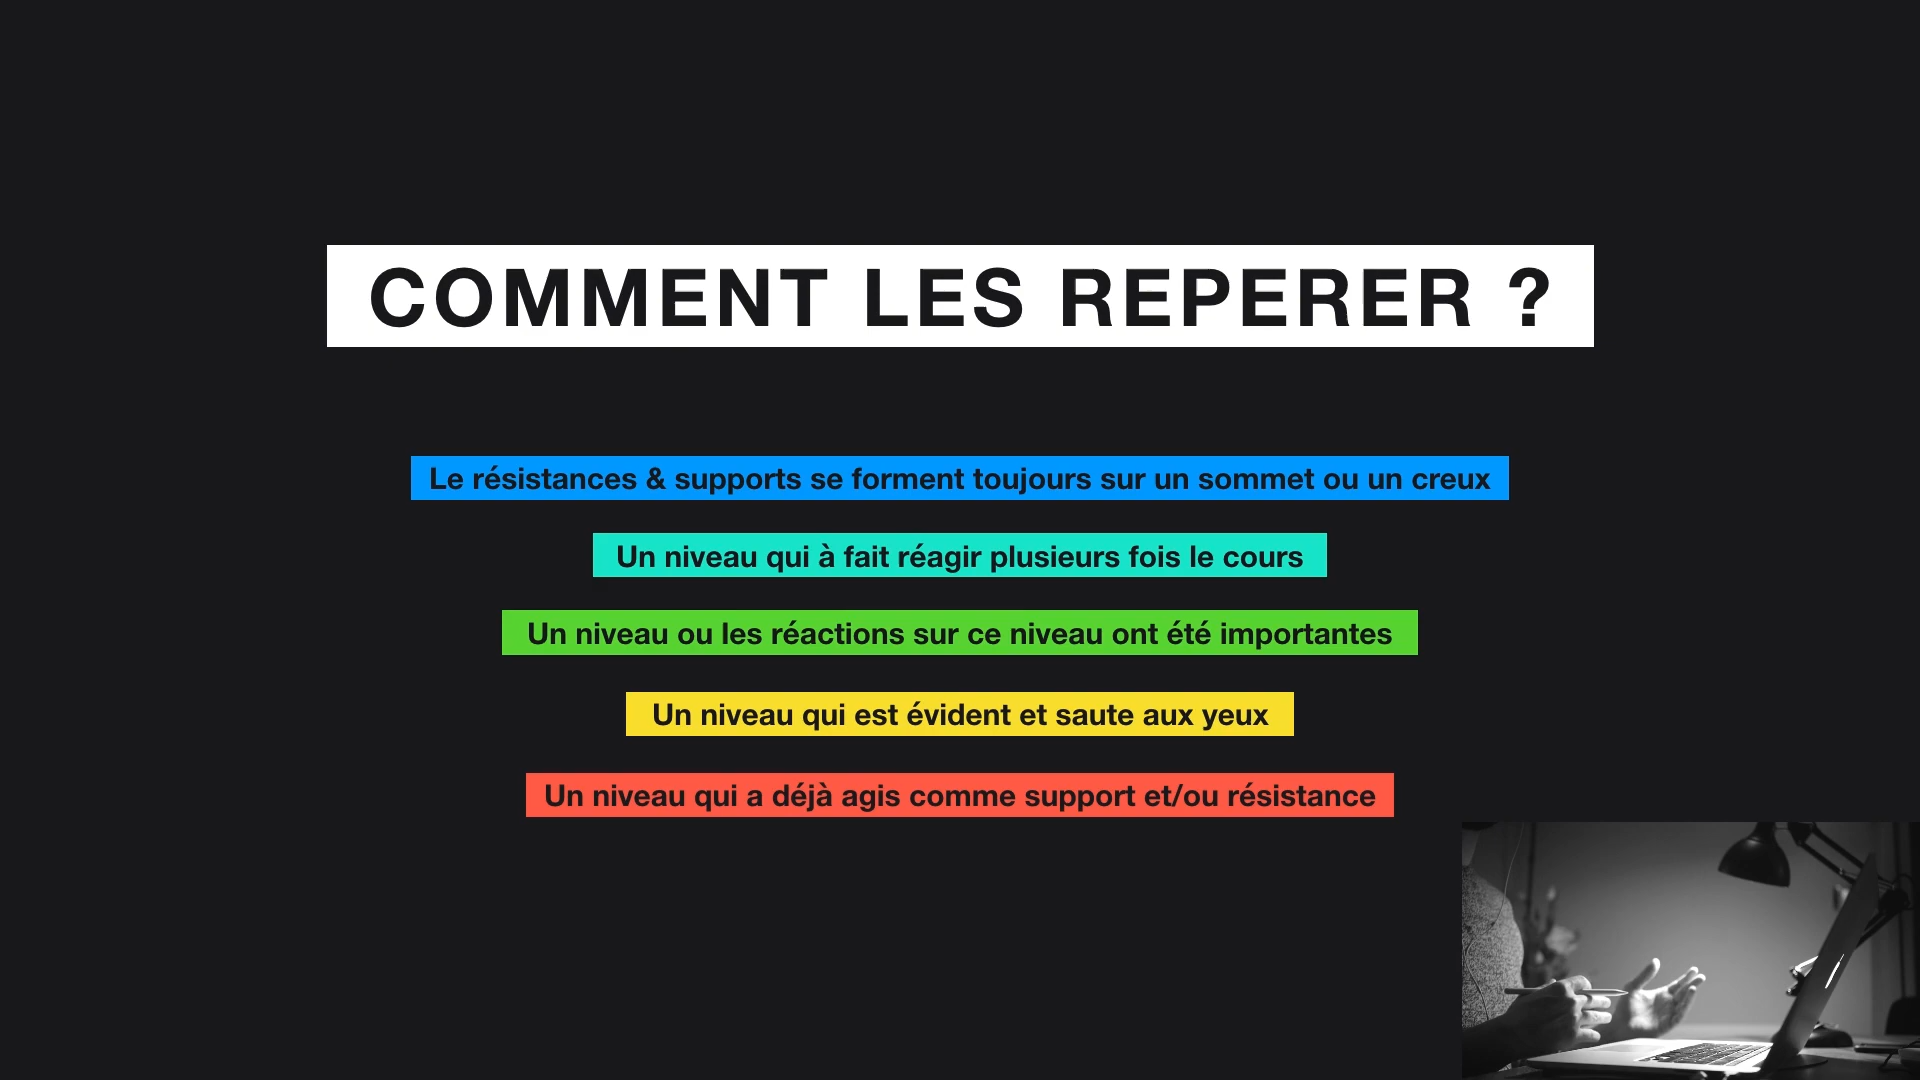 COMMENT LES REPERER ?
Le résistances & supports se forment toujours sur un sommet ou un creux
Un niveau qui à fait réagir plusieurs fois le cours
Un niveau ou les réactions sur ce niveau ont été importantes
Un niveau qui est évident et saute aux yeux
Un niveau qui a déjà agis comme support et/ou résistance